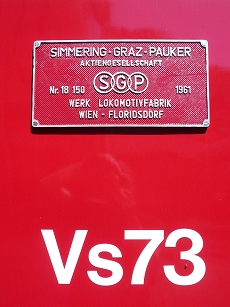 SIMMERING-GRAZ-PAUKER
AKTIENGESELLSCHAFT
Nr. 18 150 SGP 1961
WERK LOKOMOTIVFABRIK
WIEN - FLORIDSDORF
Vs73